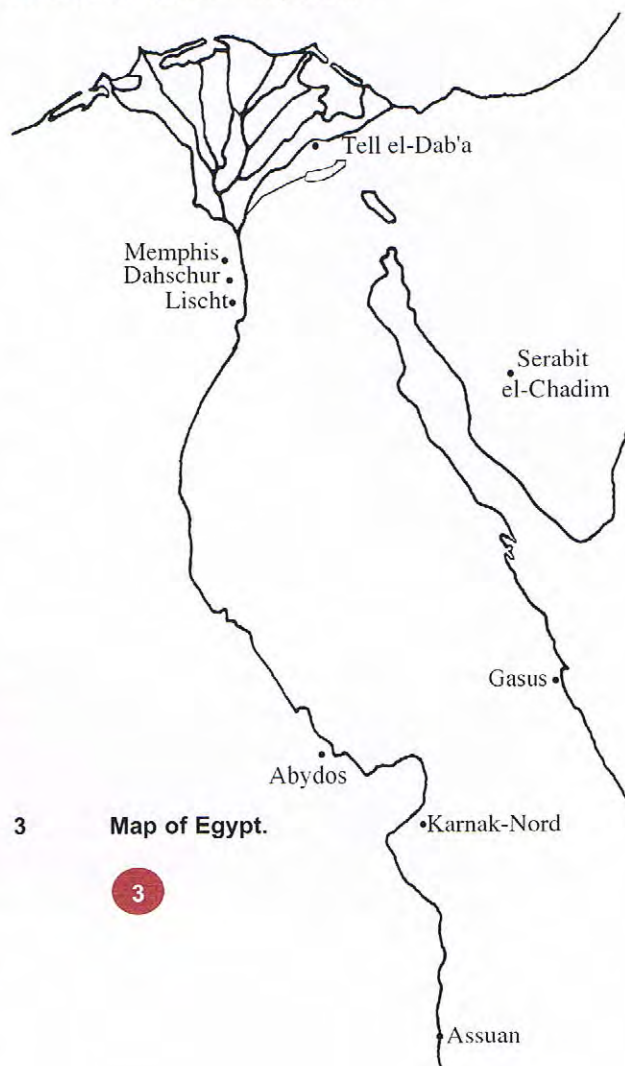 Tell el-Dab'a
Memphis
Dahschur
Lischt
Serabit
el-Chadim
Gasus
Abydos
3 Map of Egypt.
Karnak-Nord
3
Assuan